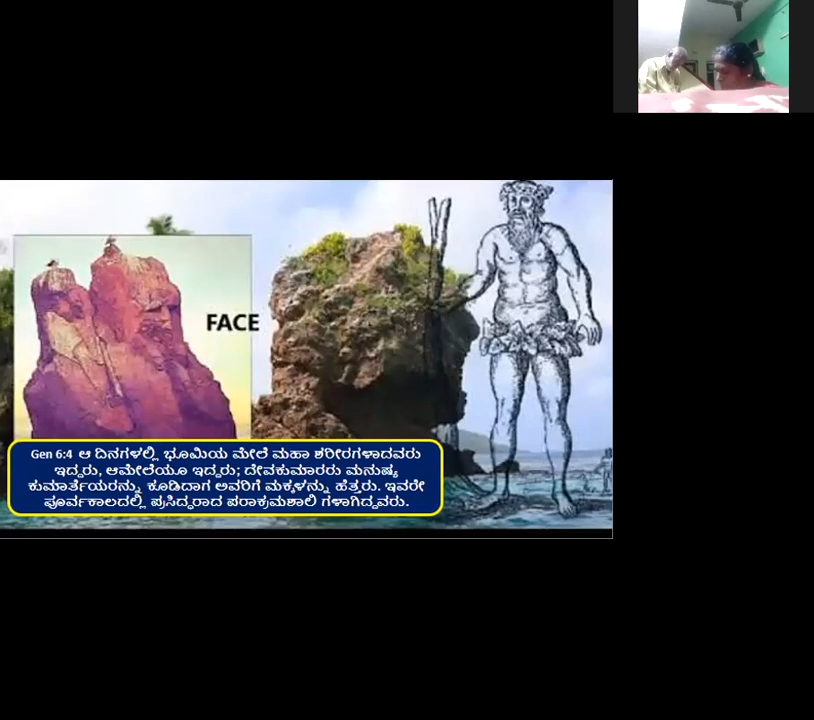 FACE
Gen 6:4 ಆ ದಿನಗಳಲ್ಲಿ ಭೂಮಿಯ ಮೇಲೆ ಮಹಾ ಶರೀರಗಳಾದವರು
ಇದ್ದರು, ಆಮೇಲೆಯೂ ಇದ್ದರು; ದೇವಕುಮಾರರು ಮನುಷ್ಯ
ಕುಮಾರ್ತೆಯರನ್ನು ಕೂಡಿದಾಗ ಅವರಿಗೆ ಮಕ್ಕಳನ್ನು ಹೆತ್ತರು. ಇವರೇ
ಪೂರ್ವಕಾಲದಲ್ಲಿ ಪ್ರಸಿದ್ಧರಾದ ಪರಾಕ್ರಮಶಾಲಿ ಗಳಾಗಿದ್ದವರು.